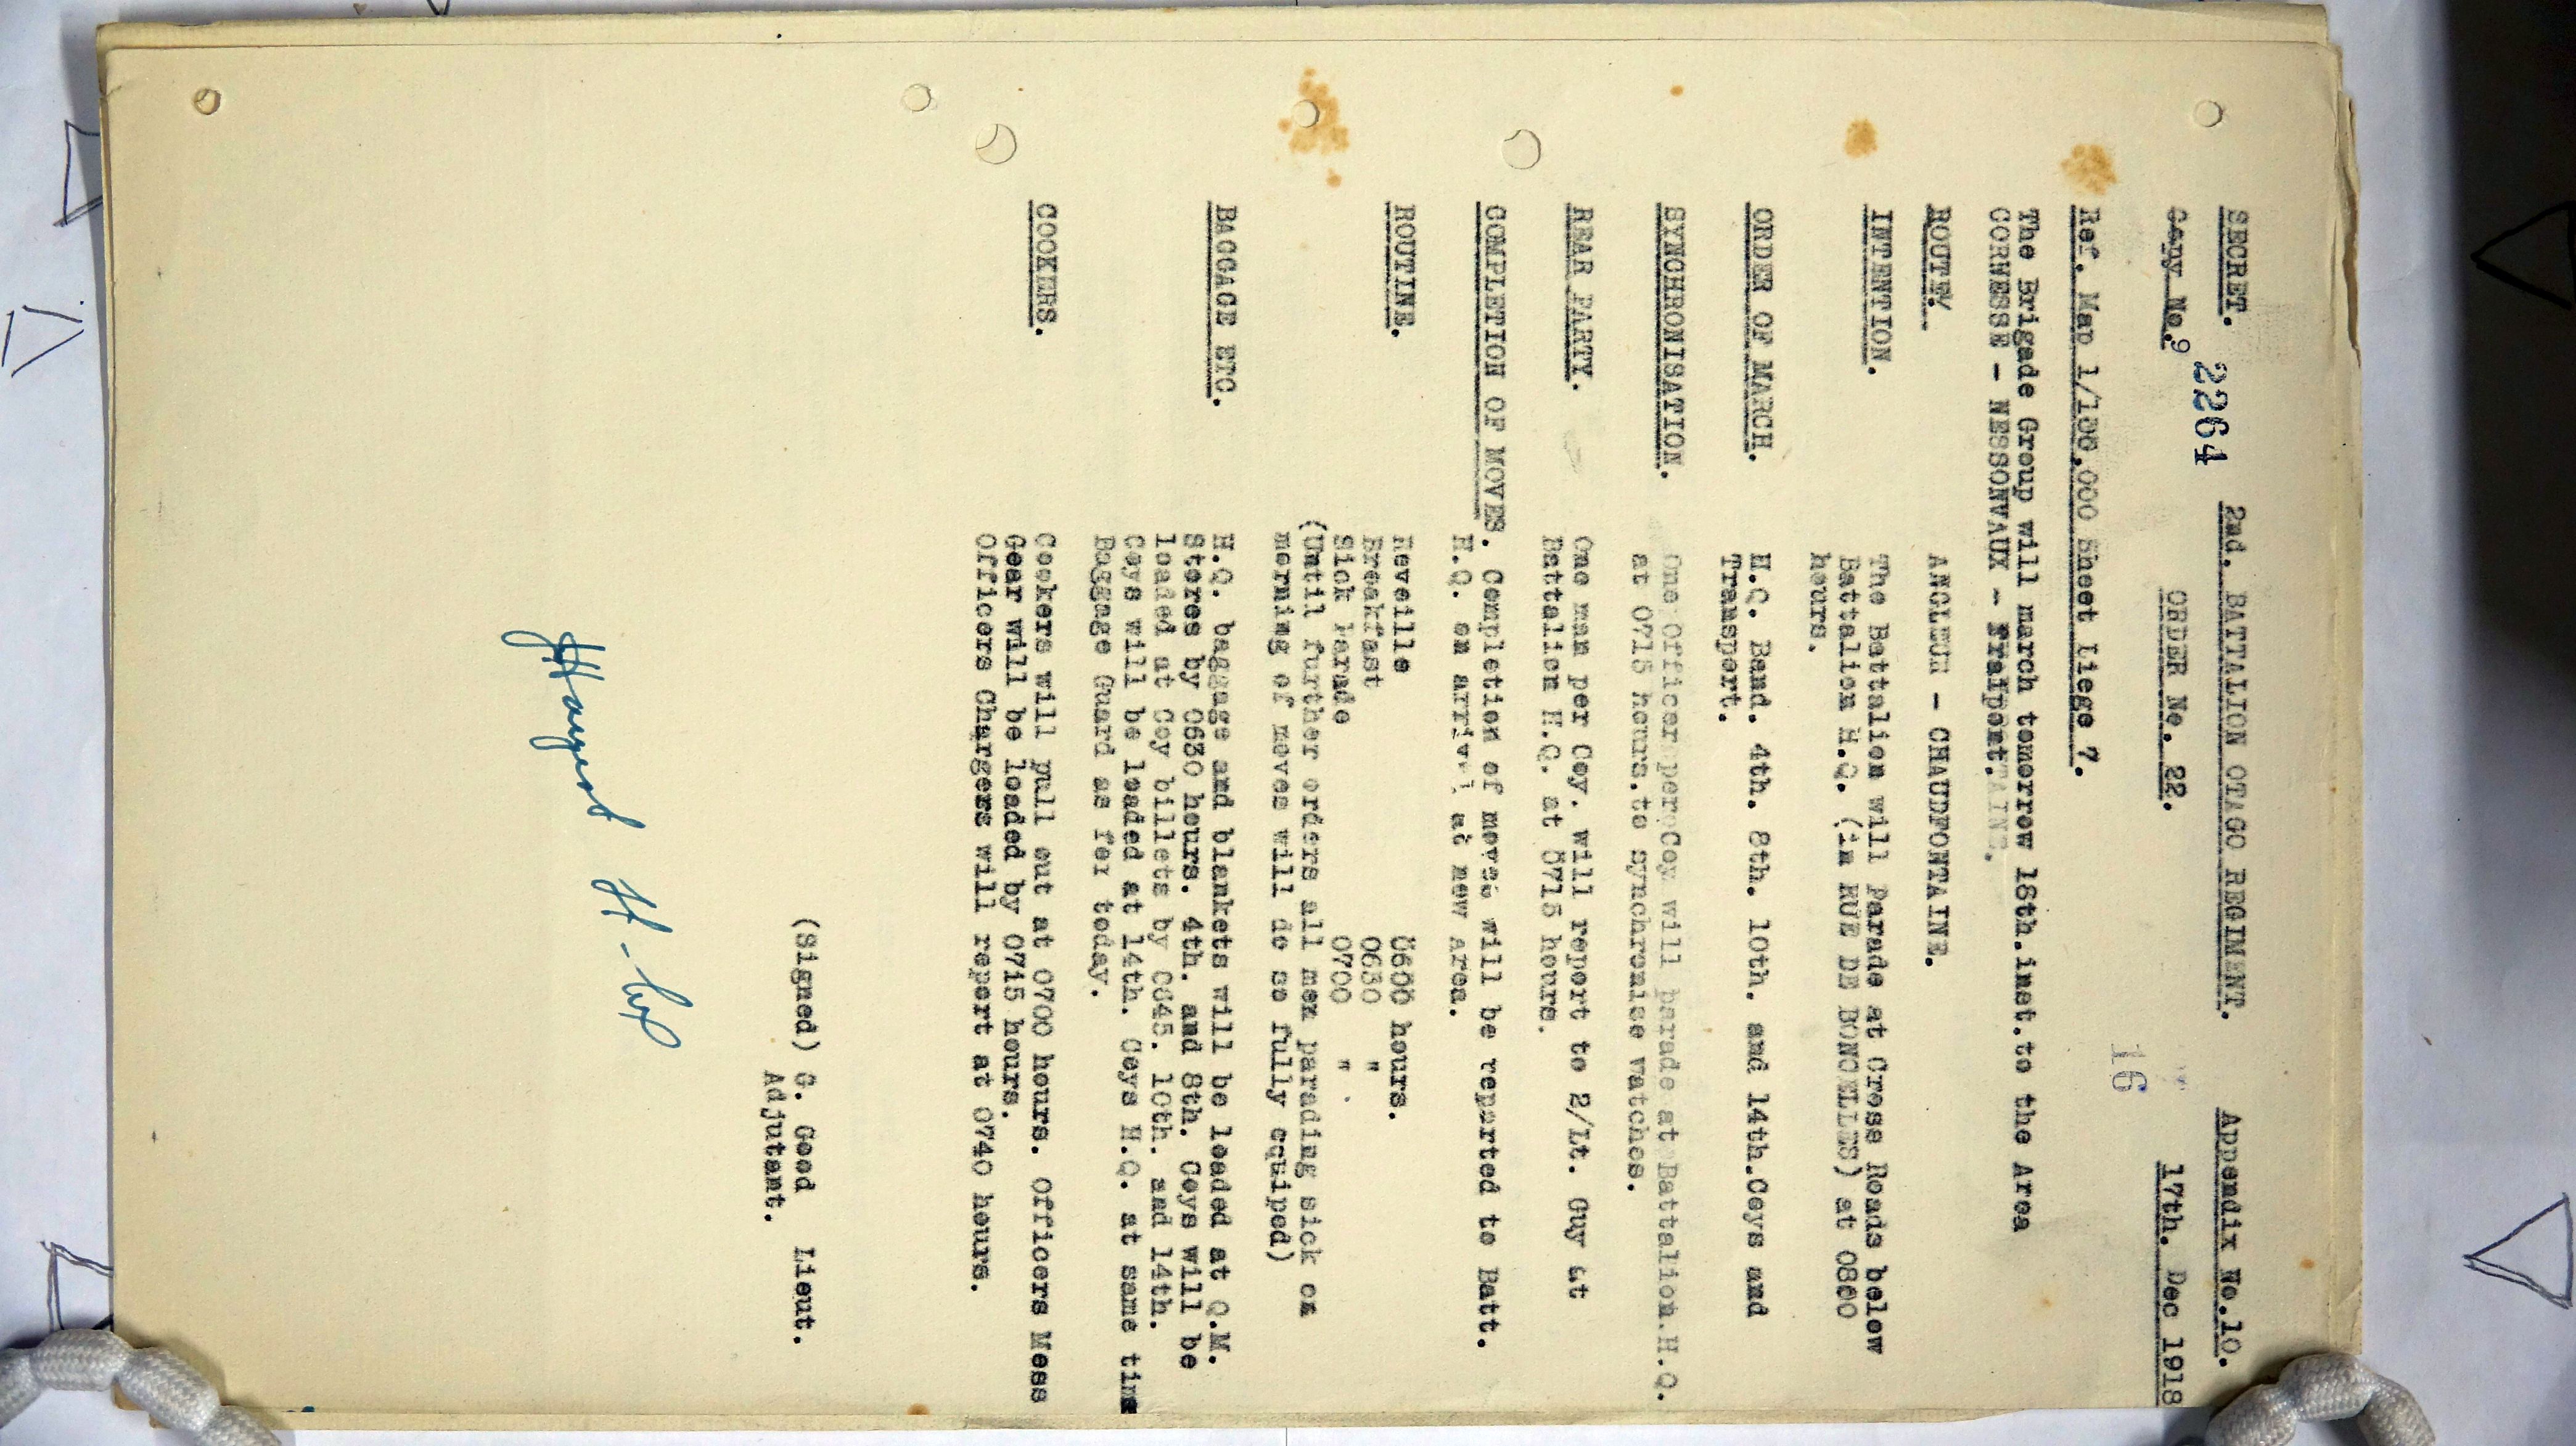 SECRET. 2nd. BATTALION OTAGO REGIMENT. Appendix No.10.
2264
Copy No.9 ORDER No. 22. 17th. Dec 1918
16
Ref. Map 1/100,000 Sheet Liege 7.
The Brigade Group will march tomorrow 18th.inst.to the Area
CORNESSE - NESSONVAUX - Fraipont.
ROUTE. ANGLEUR - CHAUDFONTAINE.
INTENTION. The Battalion will Parade at Cross Roads below
Battalion H.Q. (in RUE DE BONCELLES) at 0800
hours.
ORDER OF MARCH. H.Q. Band. 4th. 8th. 10th. and 14th.Coys and
Transport.
SYNCHRONISATION. One Officer per Coy will parade at Battalion.H.Q.
at 0715 hours.to synchronise watches.
REAR PARTY. One man per Coy. will report to 2/Lt. Guy at
Battalion H.Q. at 0715 hours.
COMPLETION OF MOVES. Completion of moves will be reported to Batt.
H.Q. on arrival at new area.
ROUTINE. Reveille 0600 hours.
Breakfast 0630 "
Sick Parade 0700 "
(Until further orders all men parading sick on
morning of moves will do so fully equiped)
BAGGAGE ETC. H.Q. baggage and blankets will be loaded at Q.M.
Stores by 0630 hours. 4th. and 8th. Coys will be
loaded at Coy billets by 0645. 10th. and 14th.
Coys will be loaded at 14th. Coys H.Q. at same time
Baggage Guard as for today.
COOKERS. Cookers will pull out at 0700 hours. Officers Mess
Gear will be loaded by 0715 hours.
Officers Chargers will report at 0740 hours.
(Signed) G. Good Lieut.
Adjutant.
JHargest